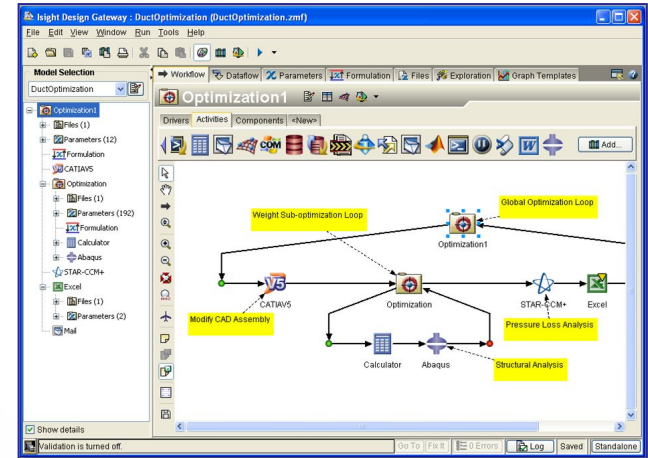 Isight Design Gateway : DuctOptimization (DuctOptimization.zmf)
File Edit View Window Run Tools Help
Model Selection
DuctOptimization
Optimization1
Files (1)
Parameters (12)
Formulation
CATIAV5
Optimization
Files (1)
Parameters (192)
Formulation
Calculator
Abaqus
STAR-CCM+
Excel
Files (1)
Parameters (2)
Mail
Show details
Workflow Dataflow Parameters Formulation Files Exploration Graph Templates
Optimization1
Drivers Activities Components <New>
COM
W
Add...
Global Optimization Loop
Weight Sub-optimization Loop
Optimization1
V5
CATIAV5
Optimization
STAR-CCM+
Excel
Modify CAD Assembly
Pressure Loss Analysis
Calculator
Abaqus
Structural Analysis
Validation is turned off.
Go To Fix It 0 Errors Log Saved Standalone